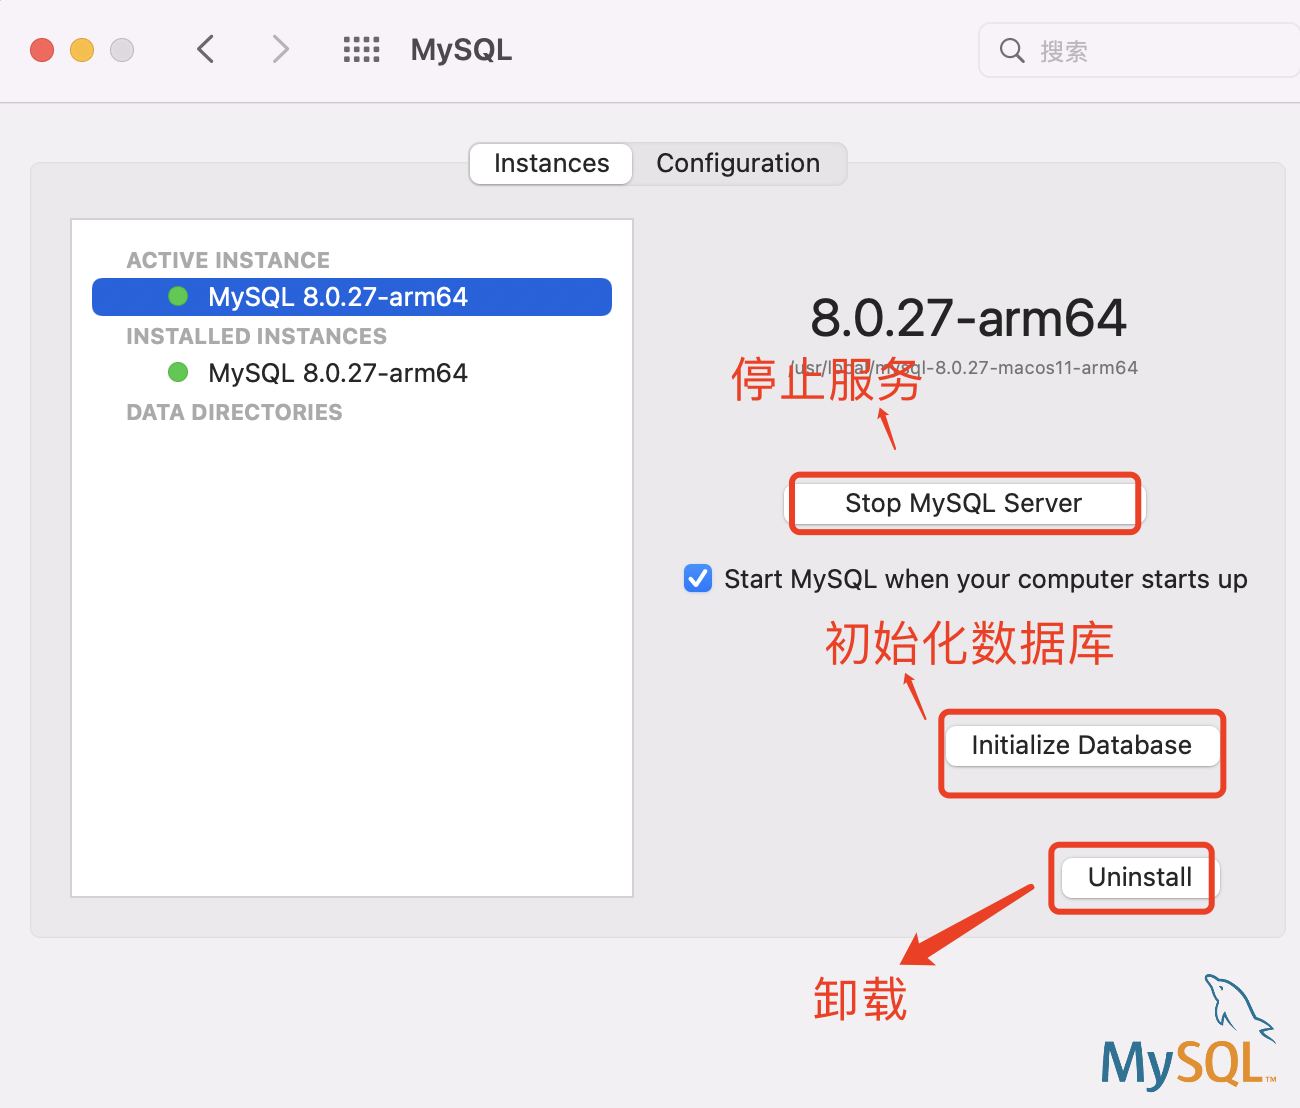 MySQL
搜索
Instances
Configuration
ACTIVE INSTANCE
MySQL 8.0.27-arm64
INSTALLED INSTANCES
MySQL 8.0.27-arm64
DATA DIRECTORIES
8.0.27-arm64
/usr/local/mysql-8.0.27-macos11-arm64
停止服务
Stop MySQL Server
Start MySQL when your computer starts up
初始化数据库
Initialize Database
Uninstall
卸载
MySQL™